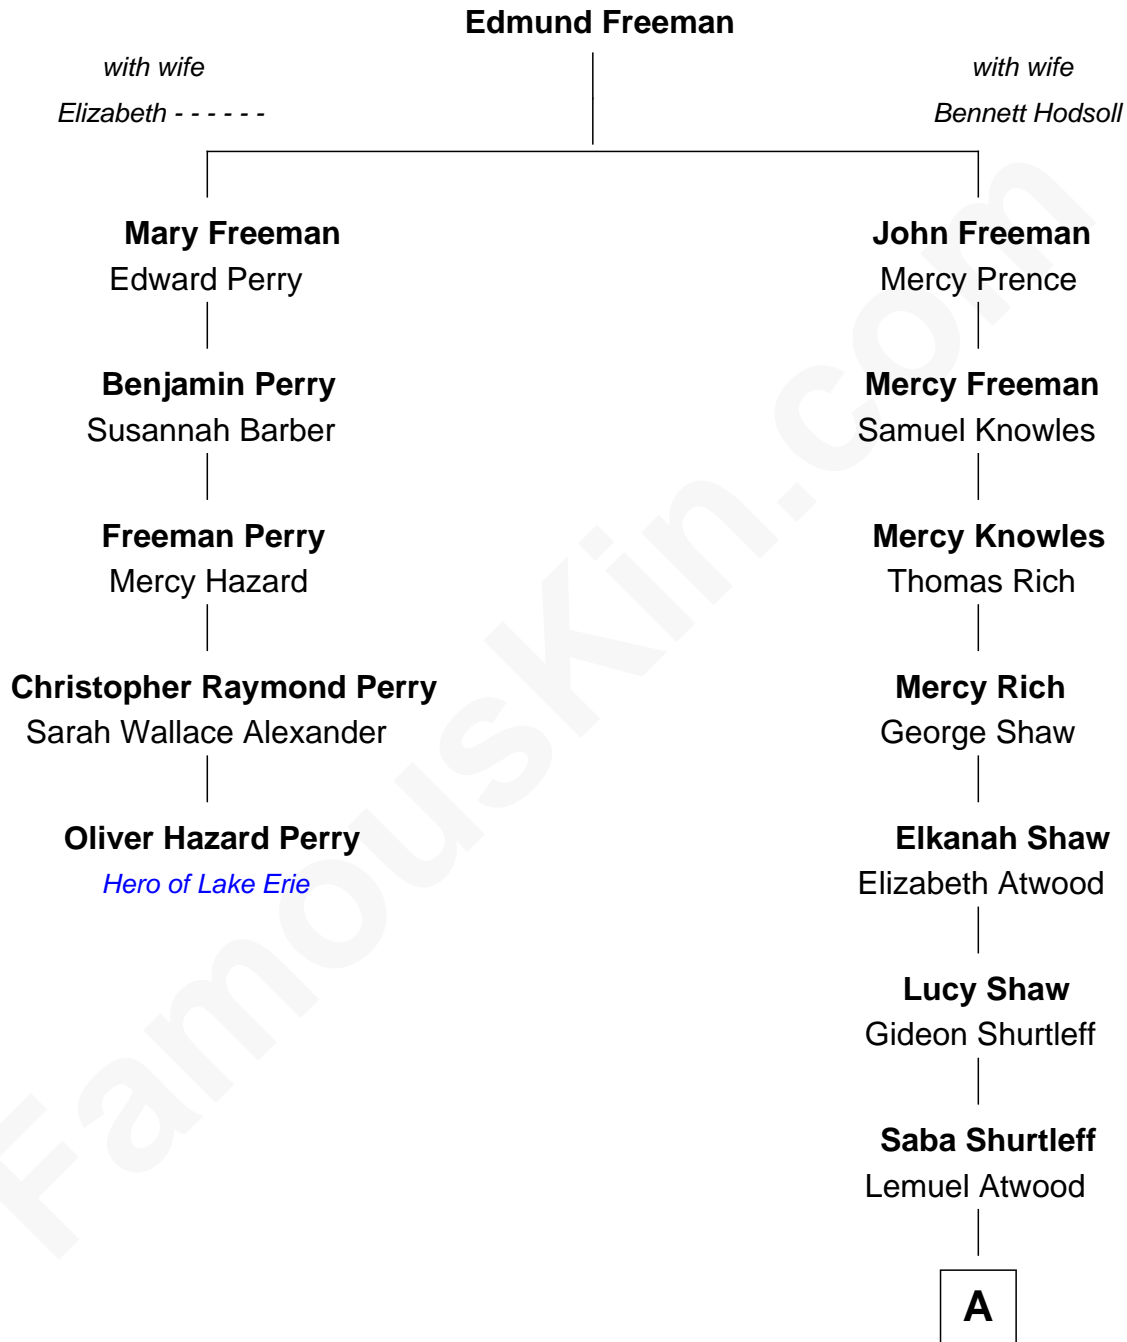 Edmund Freeman
with wife
Elizabeth - - - - - -
with wife
Bennett Hodsoll
Mary Freeman
Edward Perry
John Freeman
Mercy Prence
Benjamin Perry
Susannah Barber
Mercy Freeman
Samuel Knowles
Freeman Perry
Mercy Hazard
Mercy Knowles
Thomas Rich
Christopher Raymond Perry
Sarah Wallace Alexander
Mercy Rich
George Shaw
Oliver Hazard Perry
Hero of Lake Erie
Elkanah Shaw
Elizabeth Atwood
Lucy Shaw
Gideon Shurtleff
Saba Shurtleff
Lemuel Atwood
A
FamousKin.com